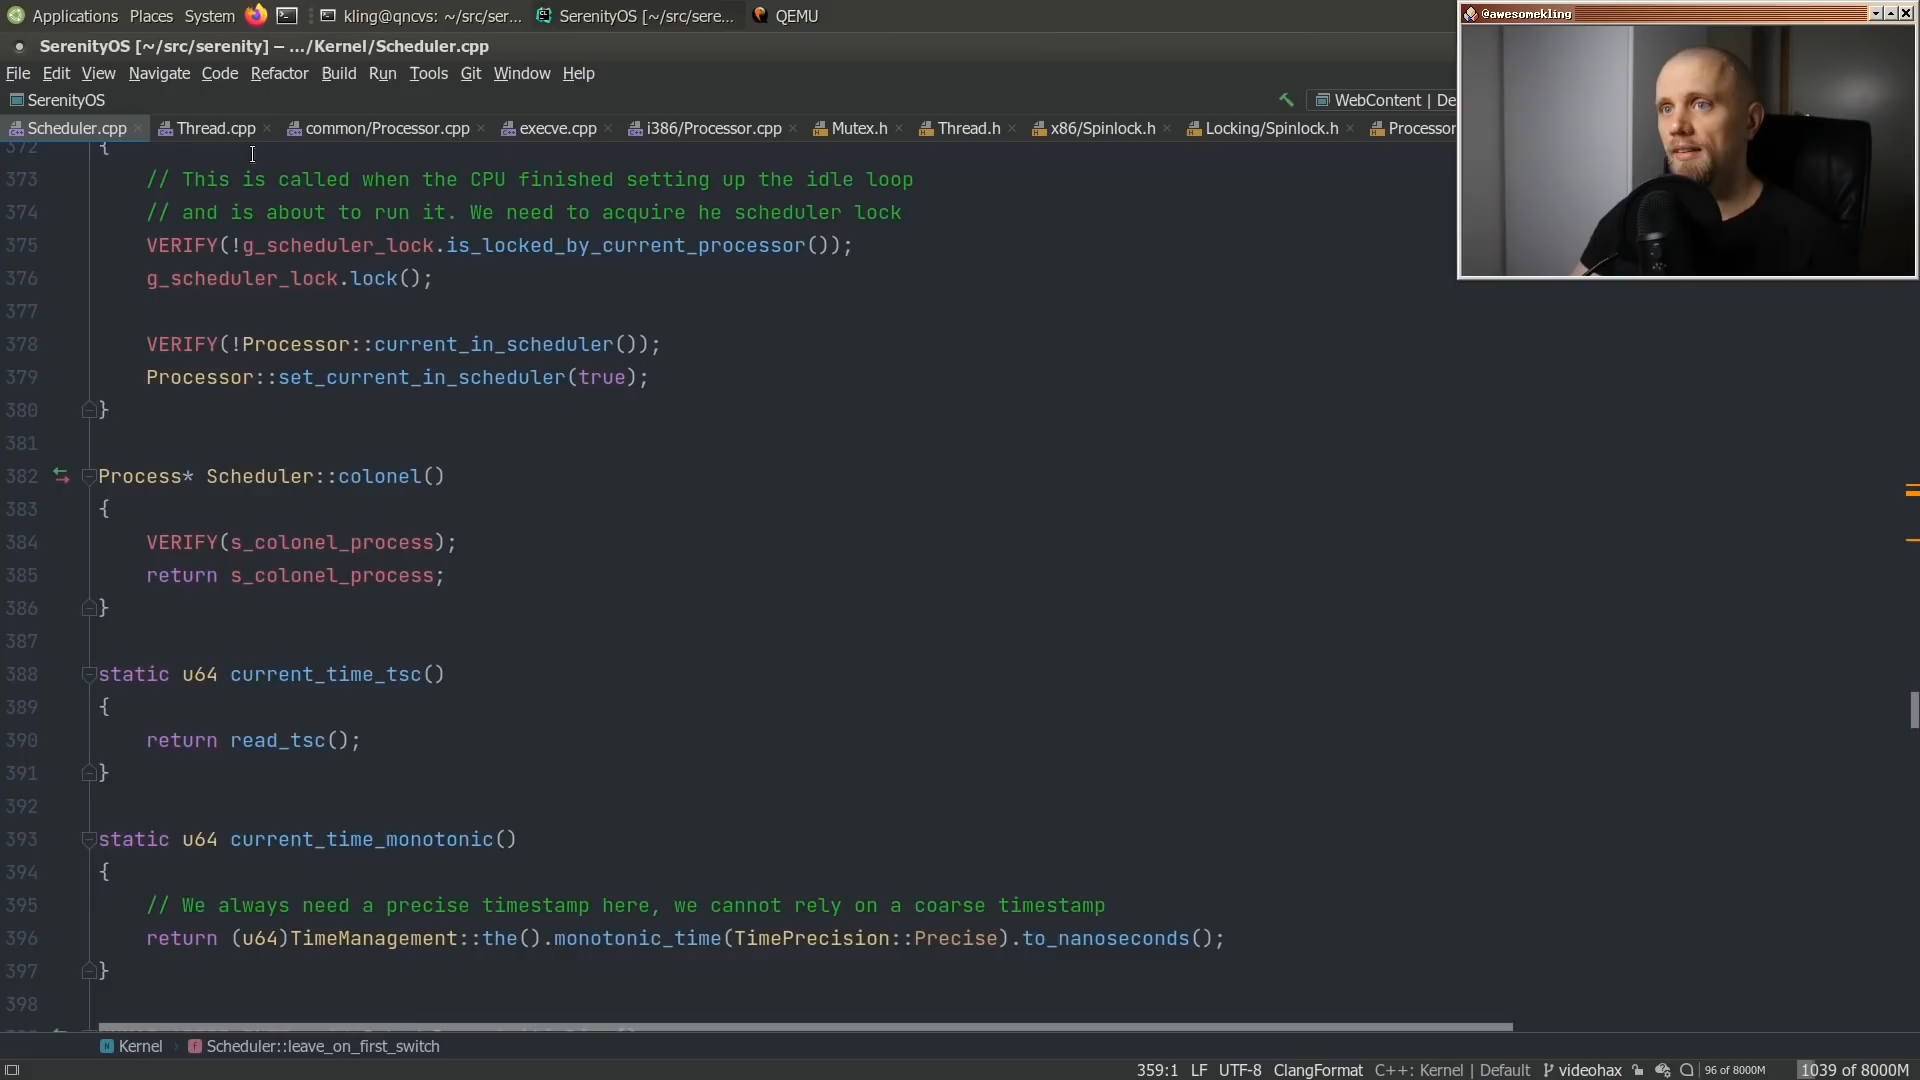 Applications Places System kling@qncvs: ~/src/ser... SerenityOS [~/src/sere... QEMU
@awesomekling
SerenityOS [~/src/serenity] – .../Kernel/Scheduler.cpp
File Edit View Navigate Code Refactor Build Run Tools Git Window Help
SerenityOS WebContent | De
Scheduler.cpp Thread.cpp common/Processor.cpp execve.cpp i386/Processor.cpp Mutex.h Thread.h x86/Spinlock.h Locking/Spinlock.h Processor
372 {
373 // This is called when the CPU finished setting up the idle loop
374 // and is about to run it. We need to acquire he scheduler lock
375 VERIFY(!g_scheduler_lock.is_locked_by_current_processor());
376 g_scheduler_lock.lock();
377
378 VERIFY(!Processor::current_in_scheduler());
379 Processor::set_current_in_scheduler(true);
380 }
381
382 Process* Scheduler::colonel()
383 {
384 VERIFY(s_colonel_process);
385 return s_colonel_process;
386 }
387
388 static u64 current_time_tsc()
389 {
390 return read_tsc();
391 }
392
393 static u64 current_time_monotonic()
394 {
395 // We always need a precise timestamp here, we cannot rely on a coarse timestamp
396 return (u64)TimeManagement::the().monotonic_time(TimePrecision::Precise).to_nanoseconds();
397 }
398
Kernel Scheduler::leave_on_first_switch
359:1 LF UTF-8 ClangFormat C++: Kernel | Default videohax 96 of 8000M 1039 of 8000M